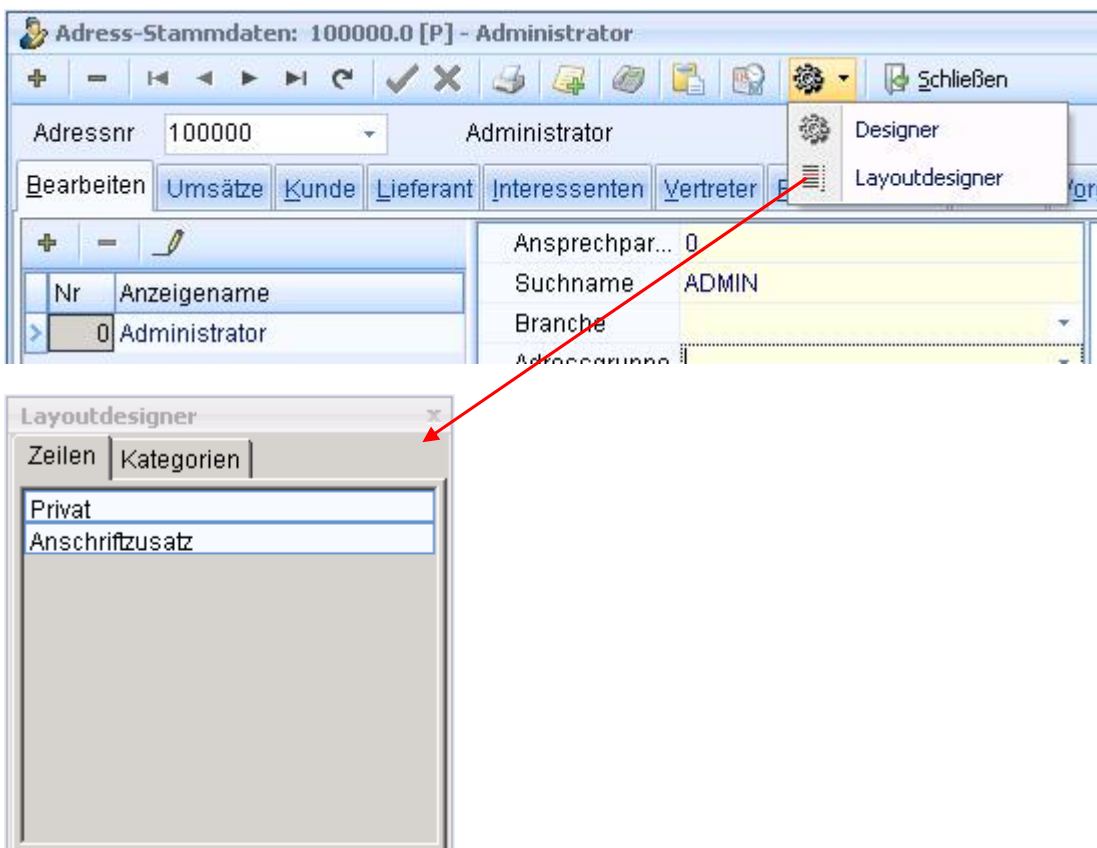 Adress-Stammdaten: 100000.0 [P] - Administrator
Schließen
Adressnr 100000 Administrator
Designer
Layoutdesigner
Bearbeiten Umsätze Kunde Lieferant Interessenten Vertreter
Ansprechpar... 0
Nr Anzeigename
Suchname ADMIN
0 Administrator
Branche
Adressgruppe
Layoutdesigner
Zeilen Kategorien
Privat
Anschriftzusatz